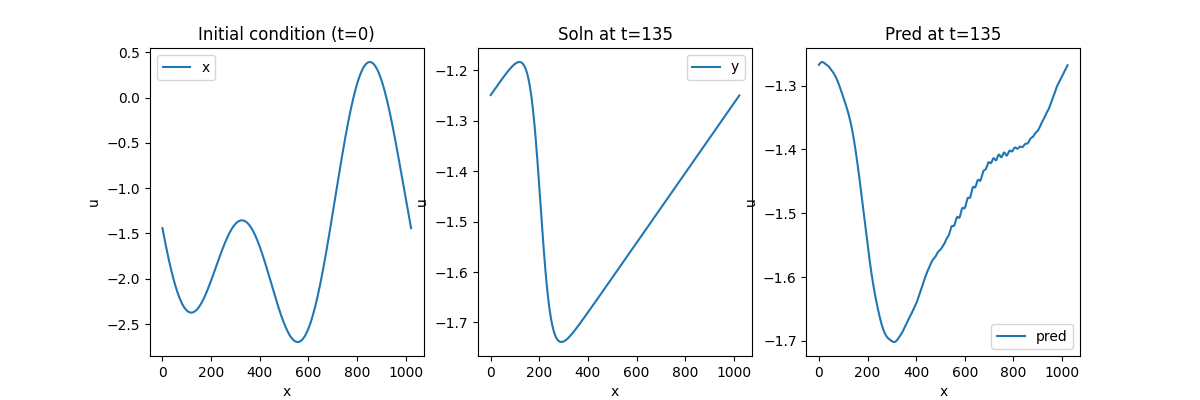 Initial condition (t=0)
x
0.5
0.0
−0.5
−1.0
−1.5
−2.0
−2.5
u
0 200 400 600 800 1000
x
Soln at t=135
y
−1.2
−1.3
−1.4
−1.5
−1.6
−1.7
u
0 200 400 600 800 1000
x
Pred at t=135
−1.3
−1.4
−1.5
−1.6
−1.7
u
pred
0 200 400 600 800 1000
x